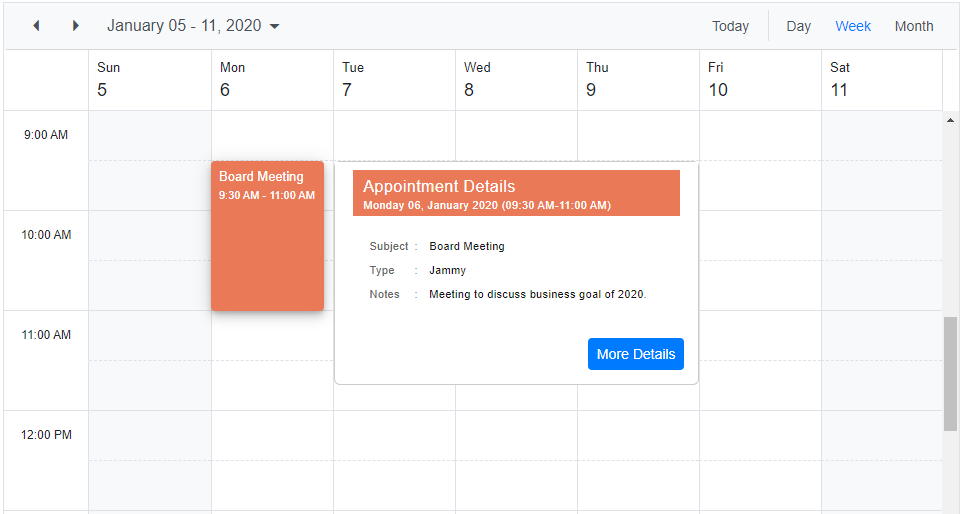 January 05 - 11, 2020 Today Day Week Month
Sun Mon Tue Wed Thu Fri Sat
5 6 7 8 9 10 11
9:00 AM
Board Meeting
9:30 AM - 11:00 AM
Appointment Details
Monday 06, January 2020 (09:30 AM-11:00 AM)
10:00 AM
Subject : Board Meeting
Type : Jammy
Notes : Meeting to discuss business goal of 2020.
11:00 AM
More Details
12:00 PM